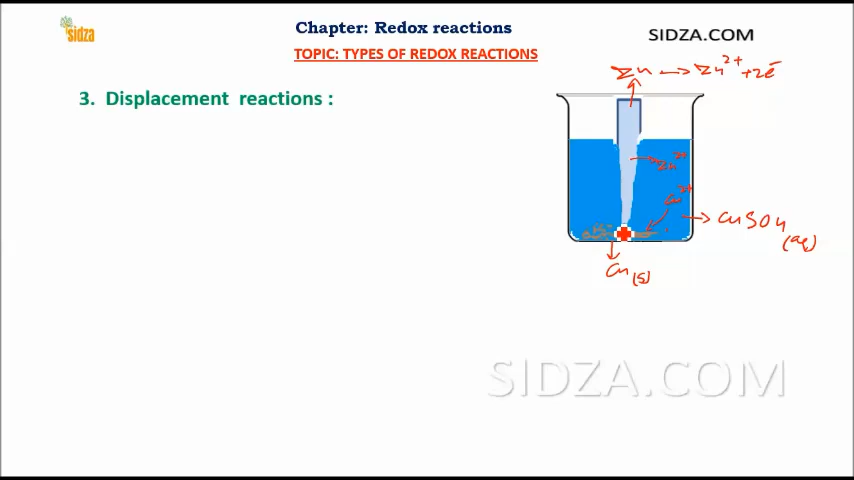 sidza
Chapter: Redox reactions
SIDZA.COM
TOPIC: TYPES OF REDOX REACTIONS
Zn → Zn²⁺ + 2e⁻
3. Displacement reactions :
Zn²⁺
Cu²⁺
CuSO4 (aq)
Cu (s)
SIDZA.COM